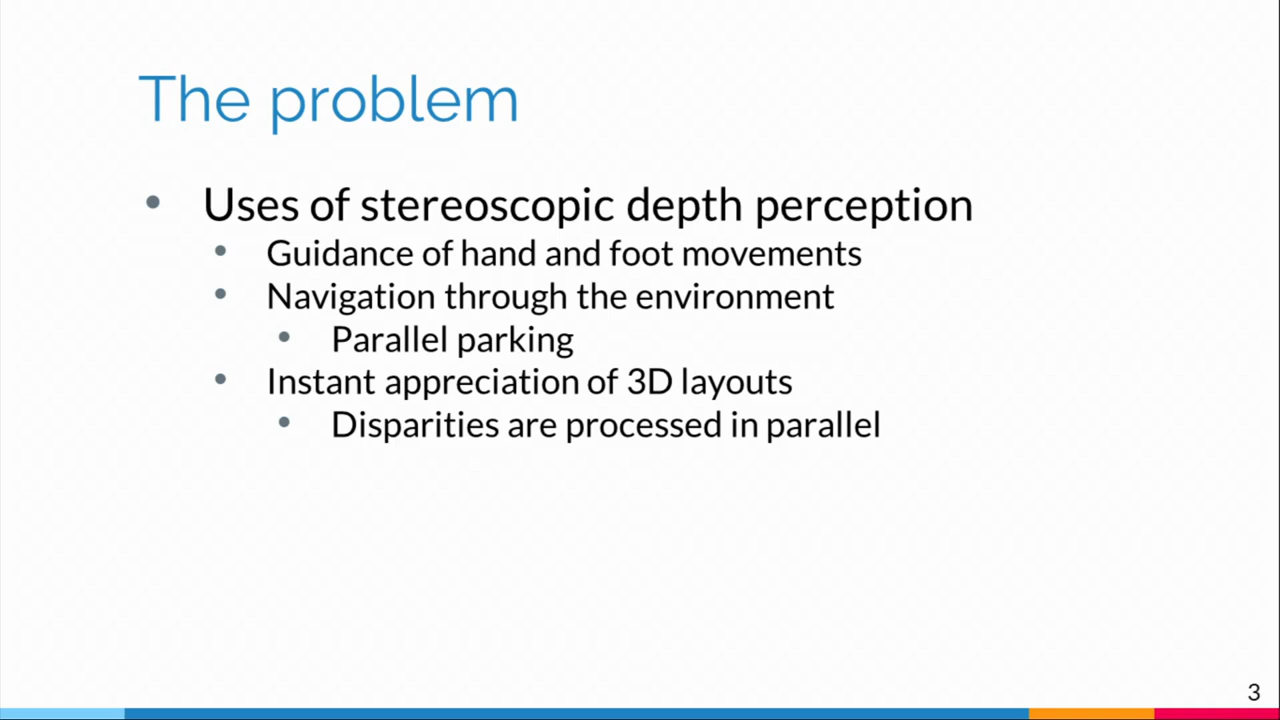 The problem
• Uses of stereoscopic depth perception
• Guidance of hand and foot movements
• Navigation through the environment
• Parallel parking
• Instant appreciation of 3D layouts
• Disparities are processed in parallel
3